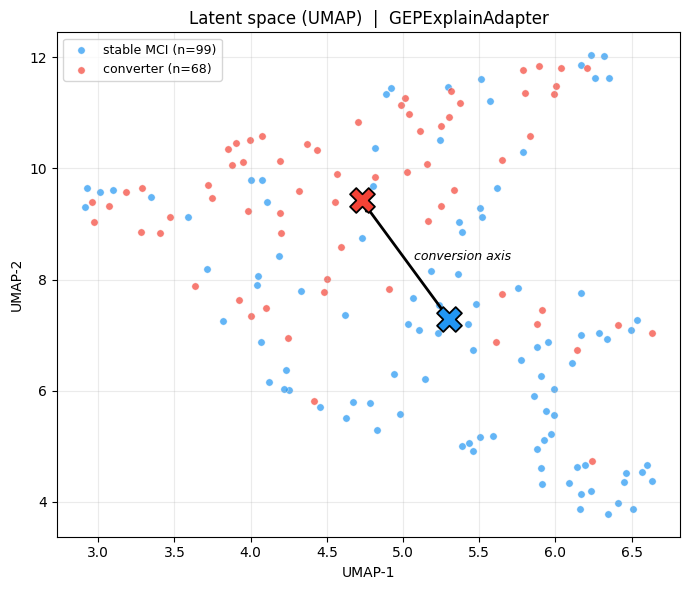 Latent space (UMAP) | GEPExplainAdapter
stable MCI (n=99)
converter (n=68)
conversion axis
UMAP-2
12
10
8
6
4
3.0 3.5 4.0 4.5 5.0 5.5 6.0 6.5
UMAP-1